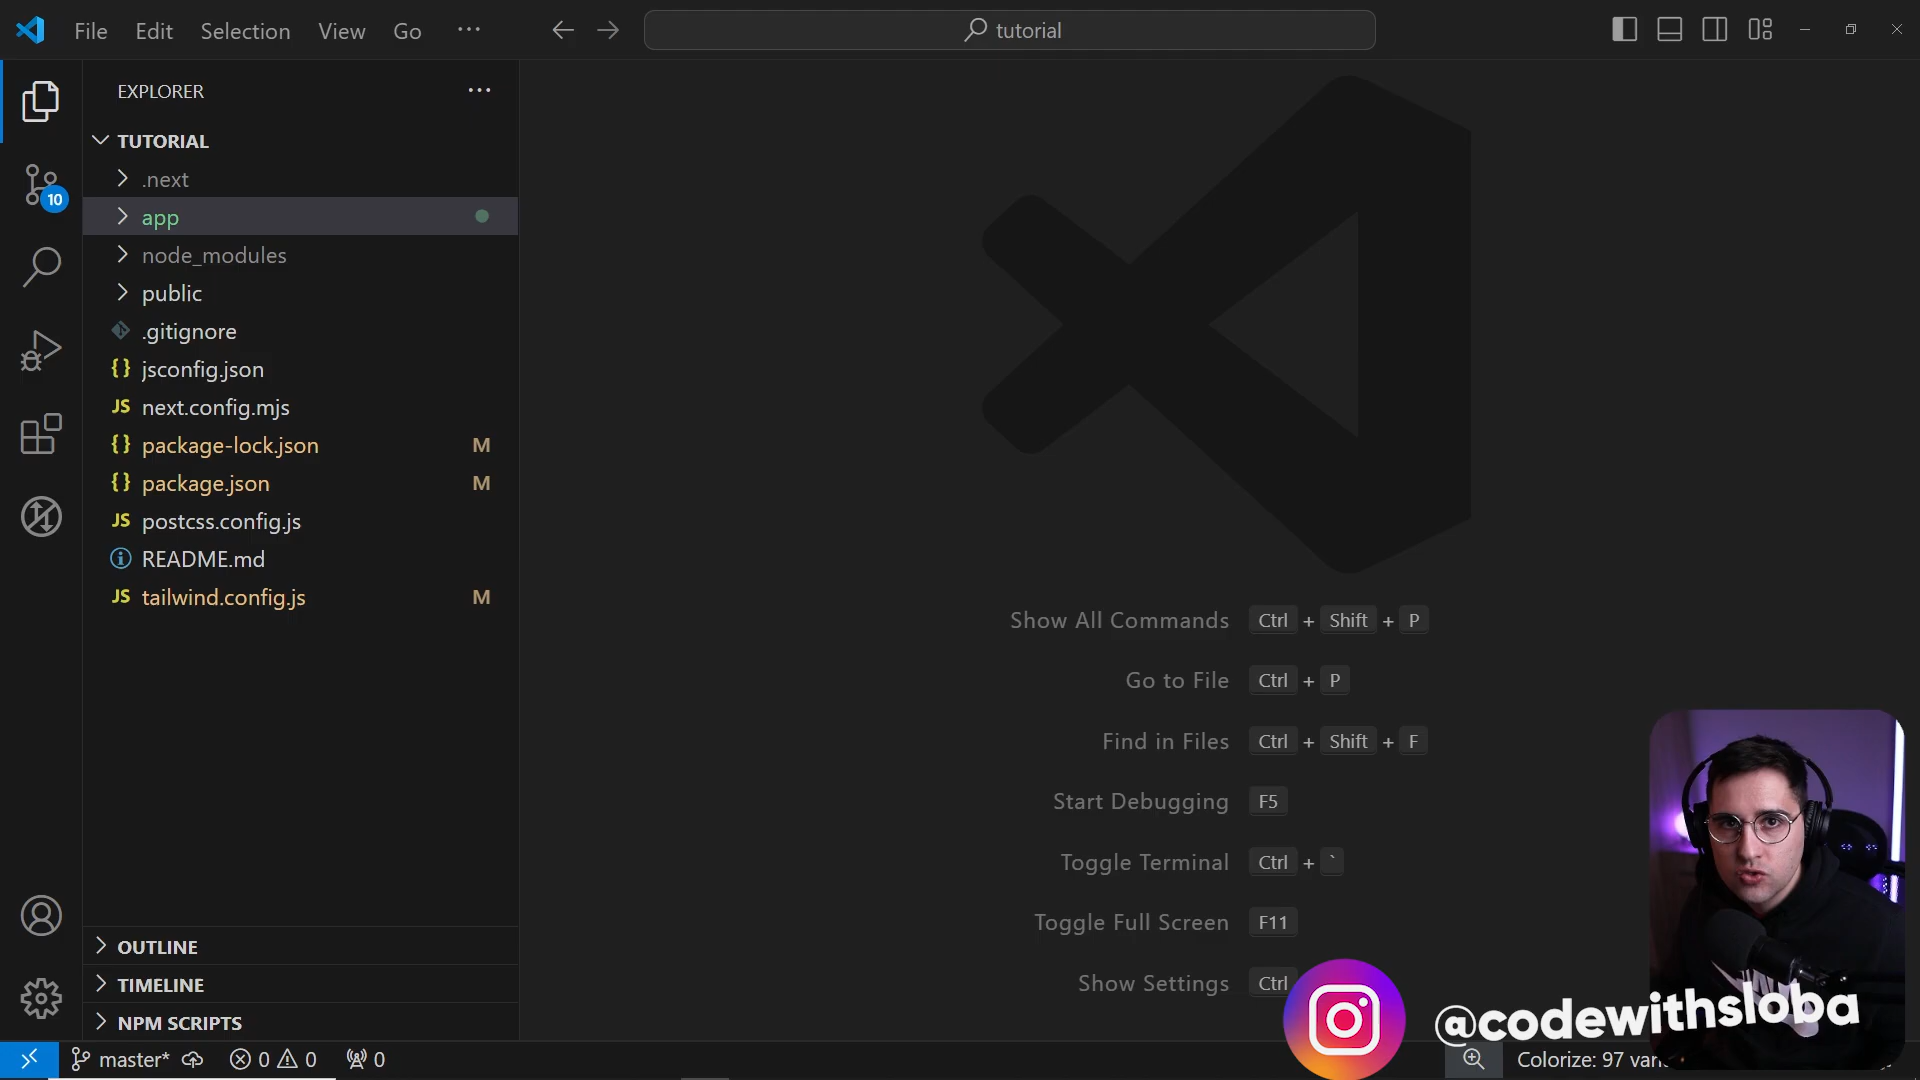 File Edit Selection View Go ···
tutorial
EXPLORER ···
TUTORIAL
.next
app
node_modules
public
.gitignore
{} jsconfig.json
JS next.config.mjs
{} package-lock.json M
{} package.json M
JS postcss.config.js
README.md
JS tailwind.config.js M
10
Show All Commands Ctrl + Shift + P
Go to File Ctrl + P
Find in Files Ctrl + Shift + F
Start Debugging F5
Toggle Terminal Ctrl + `
Toggle Full Screen F11
Show Settings Ctrl
@codewithsloba
OUTLINE
TIMELINE
NPM SCRIPTS
master* 0 0 0
Colorize: 97